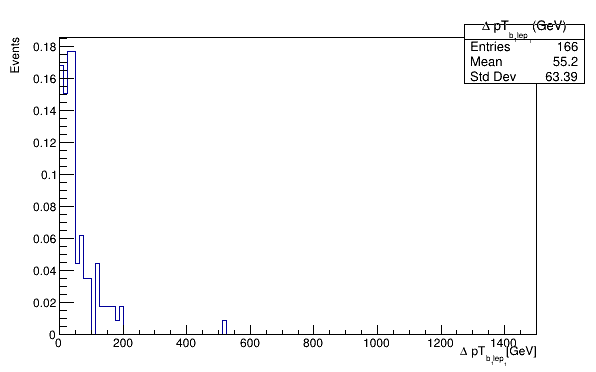 Δ pT_{b_1lep_1} (GeV)
Entries 166
Mean 55.2
Std Dev 63.39
Events
0.18
0.16
0.14
0.12
0.1
0.08
0.06
0.04
0.02
0
0 200 400 600 800 1000 1200 1400
Δ pT_{b_1lep_1}[GeV]